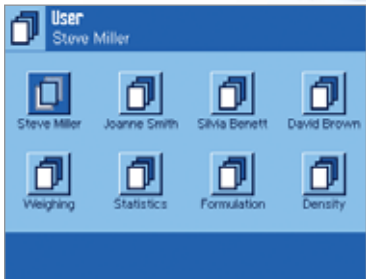 User
Steve Miller
Steve Miller Joanne Smith Silvia Benett David Brown
Weighing Statistics Formulation Density